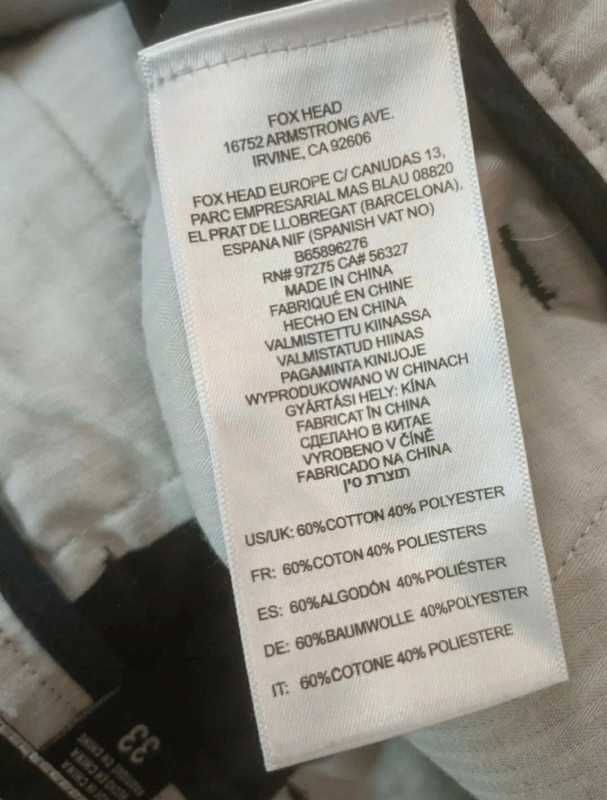 FOX HEAD
16752 ARMSTRONG AVE.
IRVINE, CA 92606
FOX HEAD EUROPE C/ CANUDAS 13,
PARC EMPRESARIAL MAS BLAU 08820
EL PRAT DE LLOBREGAT (BARCELONA),
ESPANA NIF (SPANISH VAT NO)
B65896276
RN# 97275 CA# 56327
MADE IN CHINA
FABRIQUÉ EN CHINE
HECHO EN CHINA
VALMISTETTU KIINASSA
VALMISTATUD HIINAS
PAGAMINTA KINIJOJE
WYPRODUKOWANO W CHINACH
GYÁRTÁSI HELY: KÍNA
FABRICAT ÎN CHINA
СДЕЛАНО В КИТАЕ
VYROBENO V ČÍNĚ
FABRICADO NA CHINA
תוצרת סין
US/UK: 60%COTTON 40% POLYESTER
FR: 60%COTON 40% POLIESTERS
ES: 60%ALGODÓN 40%POLIÉSTER
DE: 60%BAUMWOLLE 40%POLYESTER
IT: 60%COTONE 40% POLIESTERE
33
MADE IN CHINA